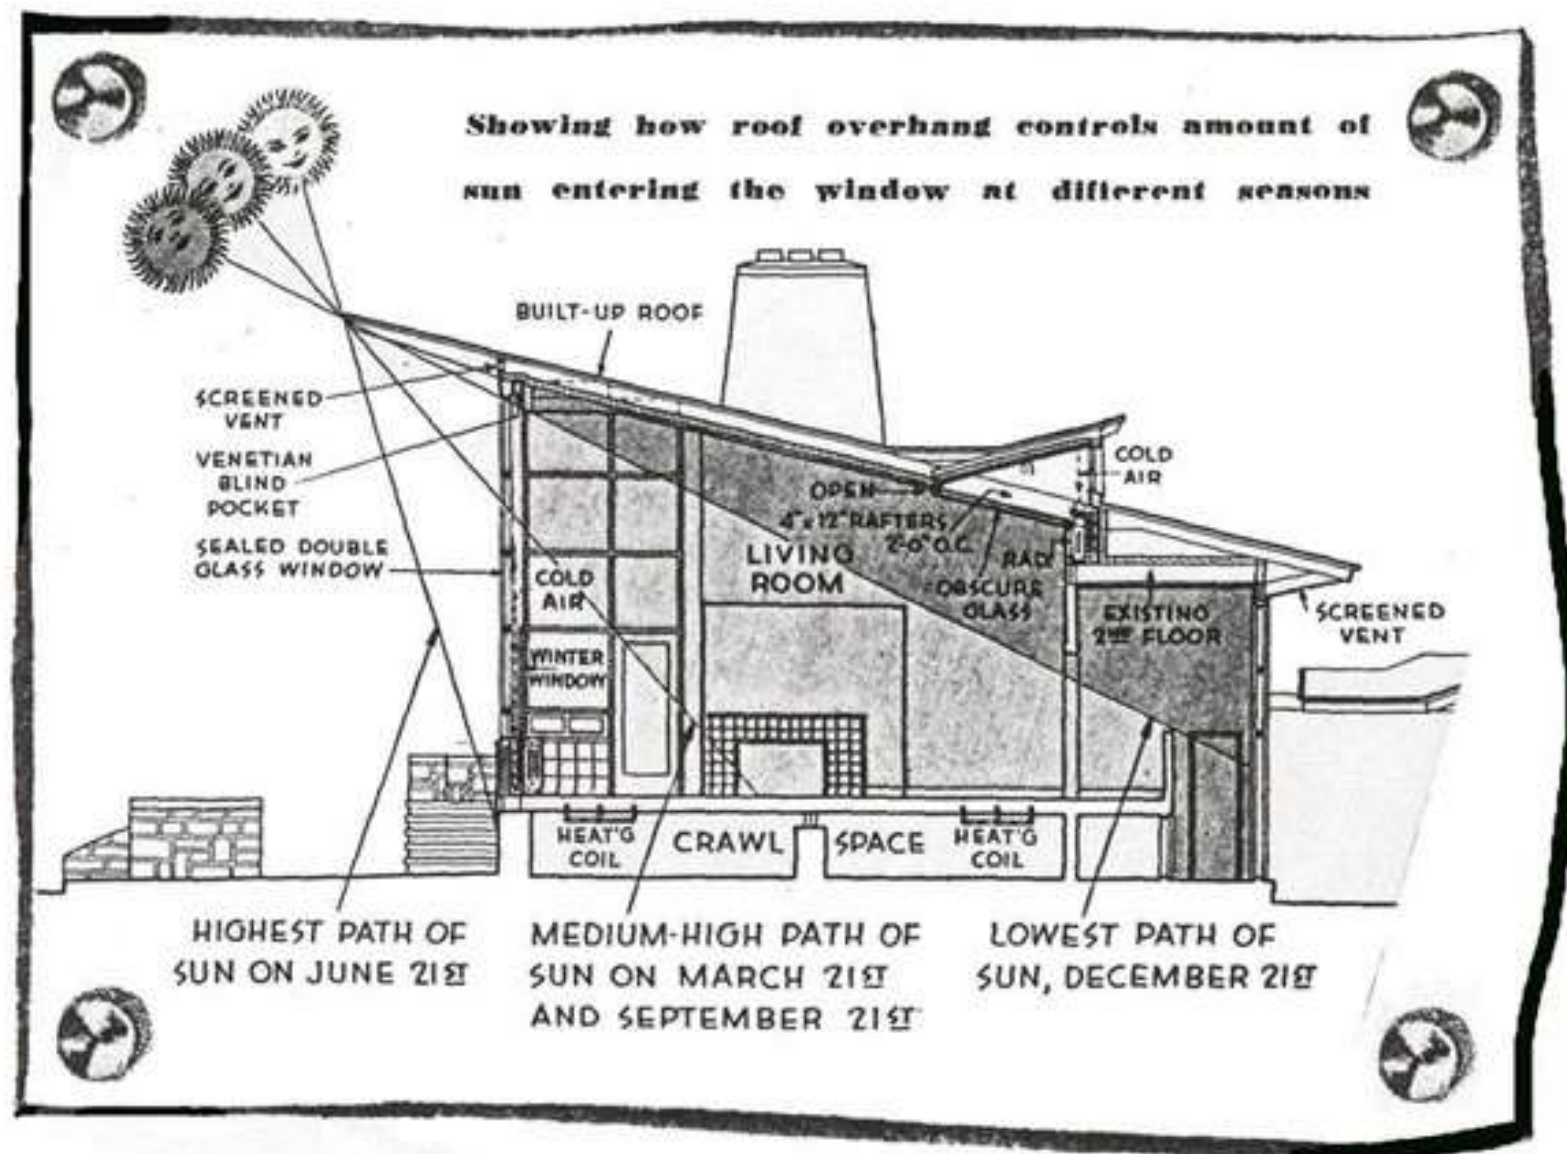 Showing how roof overhang controls amount of
sun entering the window at different seasons
BUILT-UP ROOF
SCREENED
VENT
VENETIAN
BLIND
POCKET
SEALED DOUBLE
GLASS WINDOW
COLD
AIR
OPEN
4" x 12" RAFTERS
2'-0" O.C.
LIVING
ROOM
RAD.
OBSCURE
GLASS
COLD
AIR
WINTER
WINDOW
EXISTING
2ND FLOOR
SCREENED
VENT
HEAT'G
COIL
CRAWL SPACE
HEAT'G
COIL
HIGHEST PATH OF
SUN ON JUNE 21ST
MEDIUM-HIGH PATH OF
SUN ON MARCH 21ST
AND SEPTEMBER 21ST
LOWEST PATH OF
SUN, DECEMBER 21ST